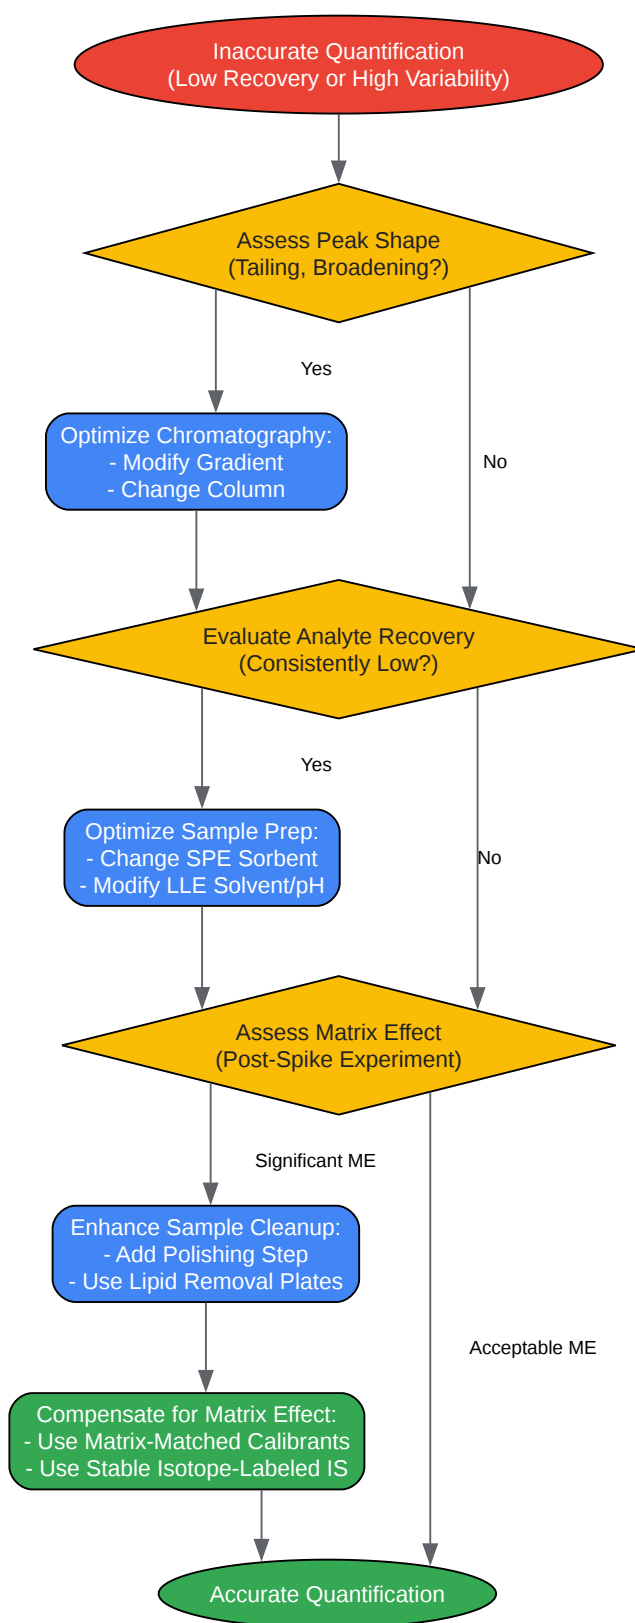 Inaccurate Quantification
(Low Recovery or High Variability)
Assess Peak Shape
(Tailing, Broadening?)
Yes
Optimize Chromatography:
- Modify Gradient
- Change Column
No
Evaluate Analyte Recovery
(Consistently Low?)
Yes
Optimize Sample Prep:
- Change SPE Sorbent
- Modify LLE Solvent/pH
No
Assess Matrix Effect
(Post-Spike Experiment)
Significant ME
Enhance Sample Cleanup:
- Add Polishing Step
- Use Lipid Removal Plates
Acceptable ME
Compensate for Matrix Effect:
- Use Matrix-Matched Calibrants
- Use Stable Isotope-Labeled IS
Accurate Quantification